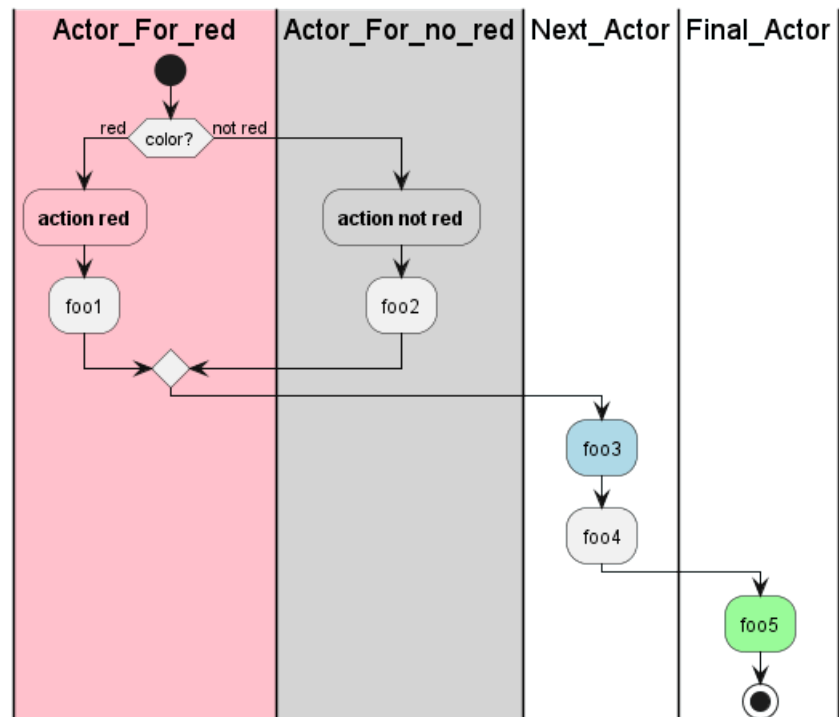 Actor_For_red
Actor_For_no_red
Next_Actor
Final_Actor
red
color?
not red
action red
action not red
foo1
foo2
foo3
foo4
foo5